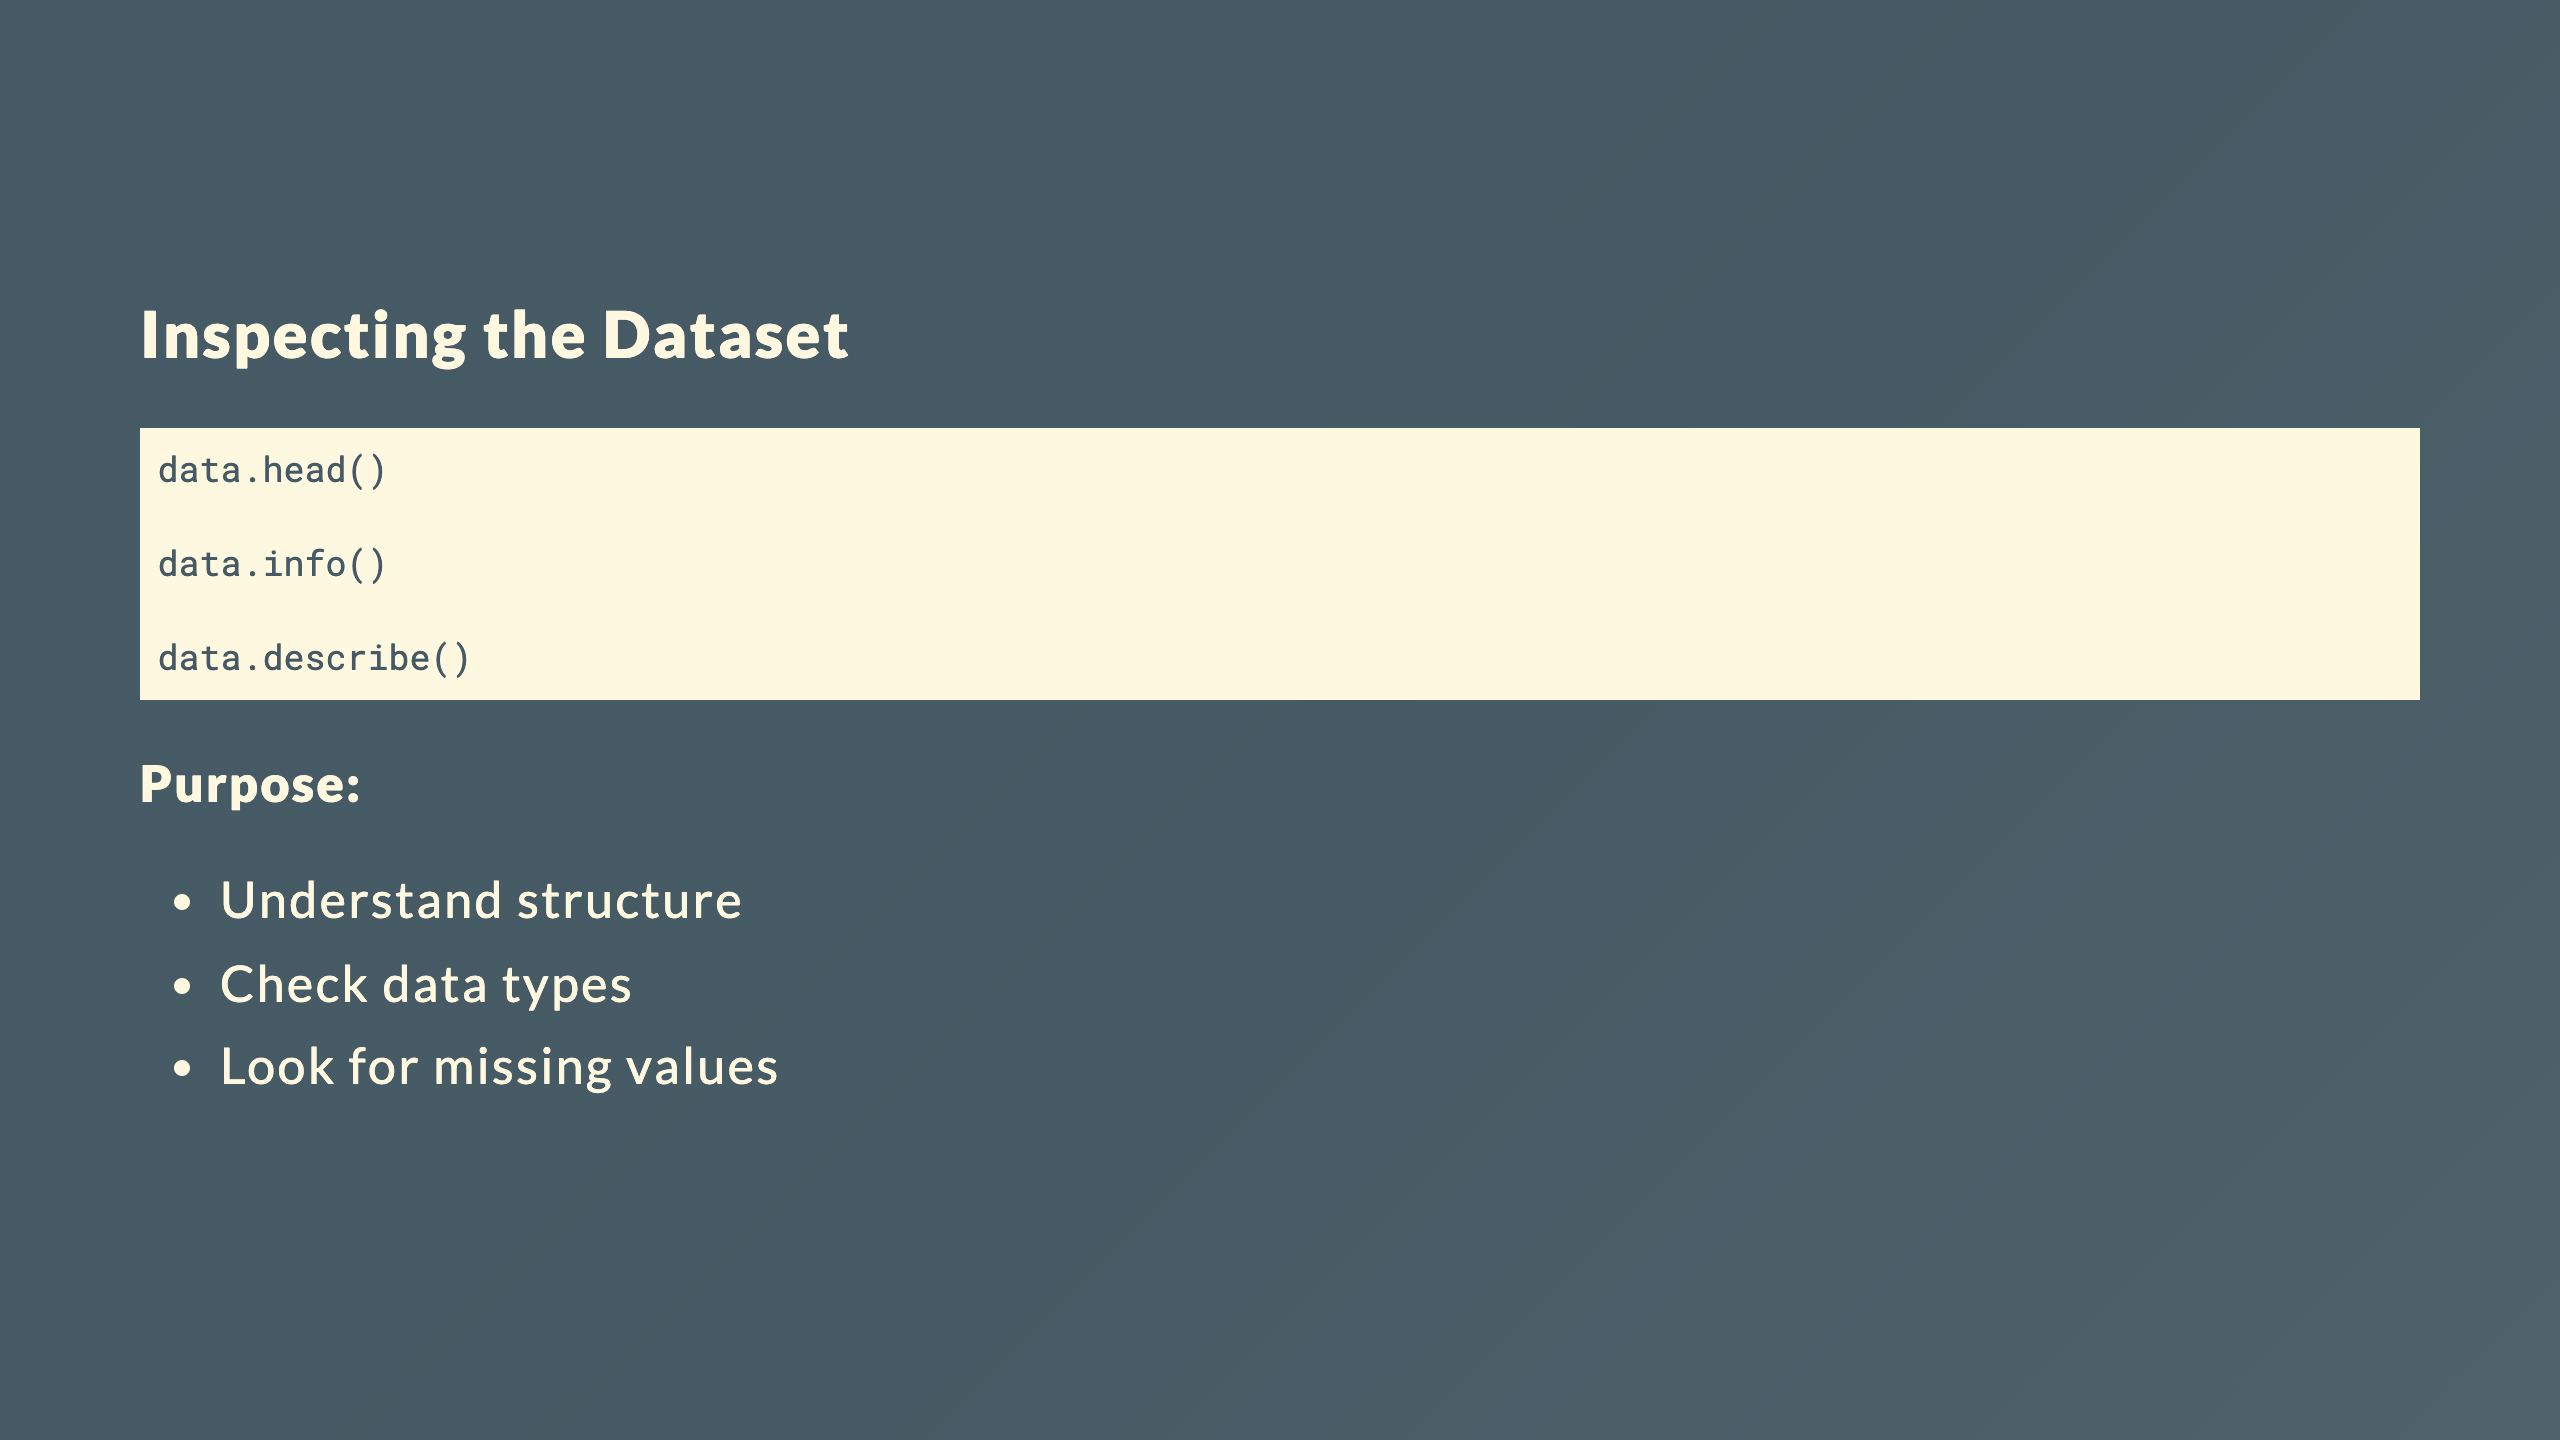 Inspecting the Dataset
data.head()
data.info()
data.describe()
Purpose:
• Understand structure
• Check data types
• Look for missing values